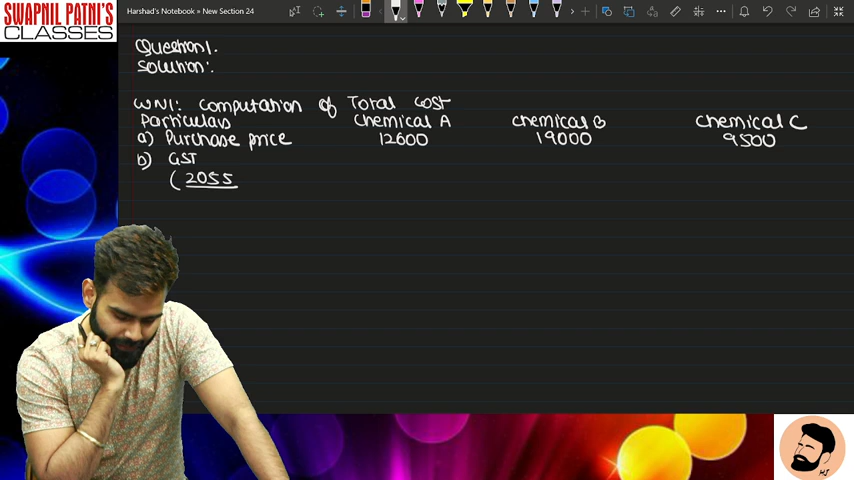 SWAPNIL PATNI'S
CLASSES
Harshad's Notebook » New Section 24
Question 1.
Solution:
WN1: Computation of Total Cost
Particulars Chemical A Chemical B Chemical C
a) Purchase price 12600 19000 9500
b) GST
(2055
HJ